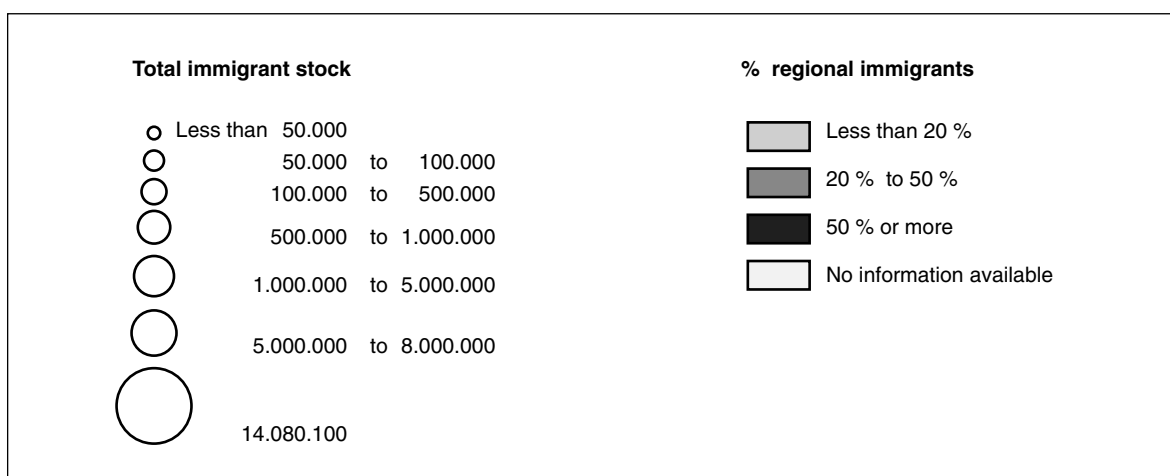 Total immigrant stock
Less than 50.000
50.000 to 100.000
100.000 to 500.000
500.000 to 1.000.000
1.000.000 to 5.000.000
5.000.000 to 8.000.000
14.080.100
% regional immigrants
Less than 20 %
20 % to 50 %
50 % or more
No information available